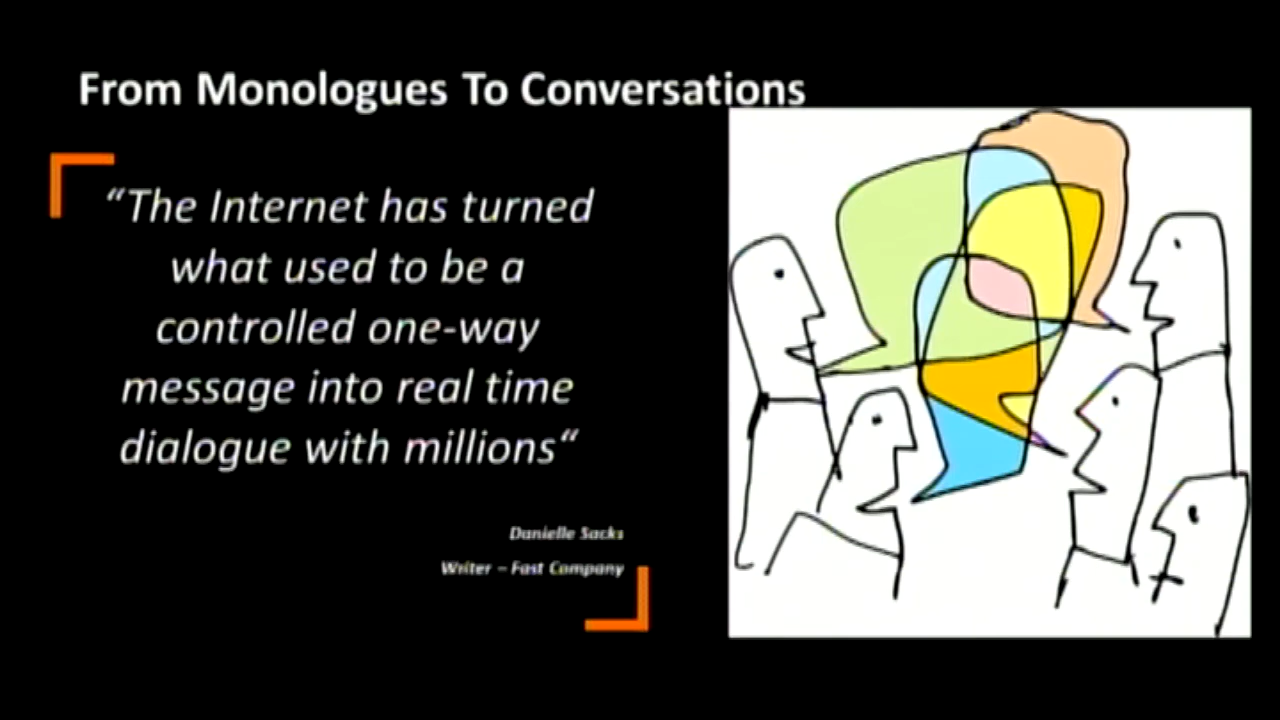 From Monologues To Conversations
“The Internet has turned
what used to be a
controlled one-way
message into real time
dialogue with millions“
Danielle Sacks
Writer – Fast Company